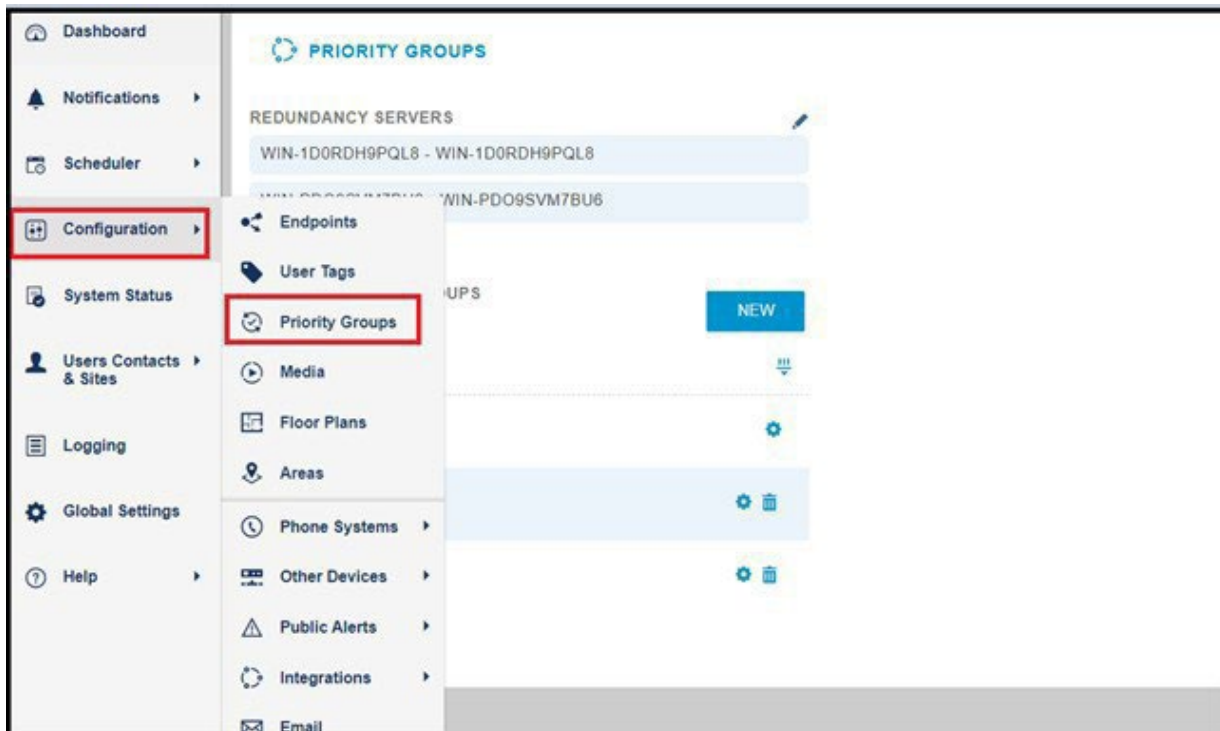 Dashboard
Notifications
Scheduler
Configuration
System Status
Users Contacts
& Sites
Logging
Global Settings
Help
Endpoints
User Tags
Priority Groups
Media
Floor Plans
Areas
Phone Systems
Other Devices
Public Alerts
Integrations
Email
PRIORITY GROUPS
REDUNDANCY SERVERS
WIN-1D0RDH9PQL8 - WIN-1D0RDH9PQL8
WIN-PDO9SVM7BU6
UPS
NEW